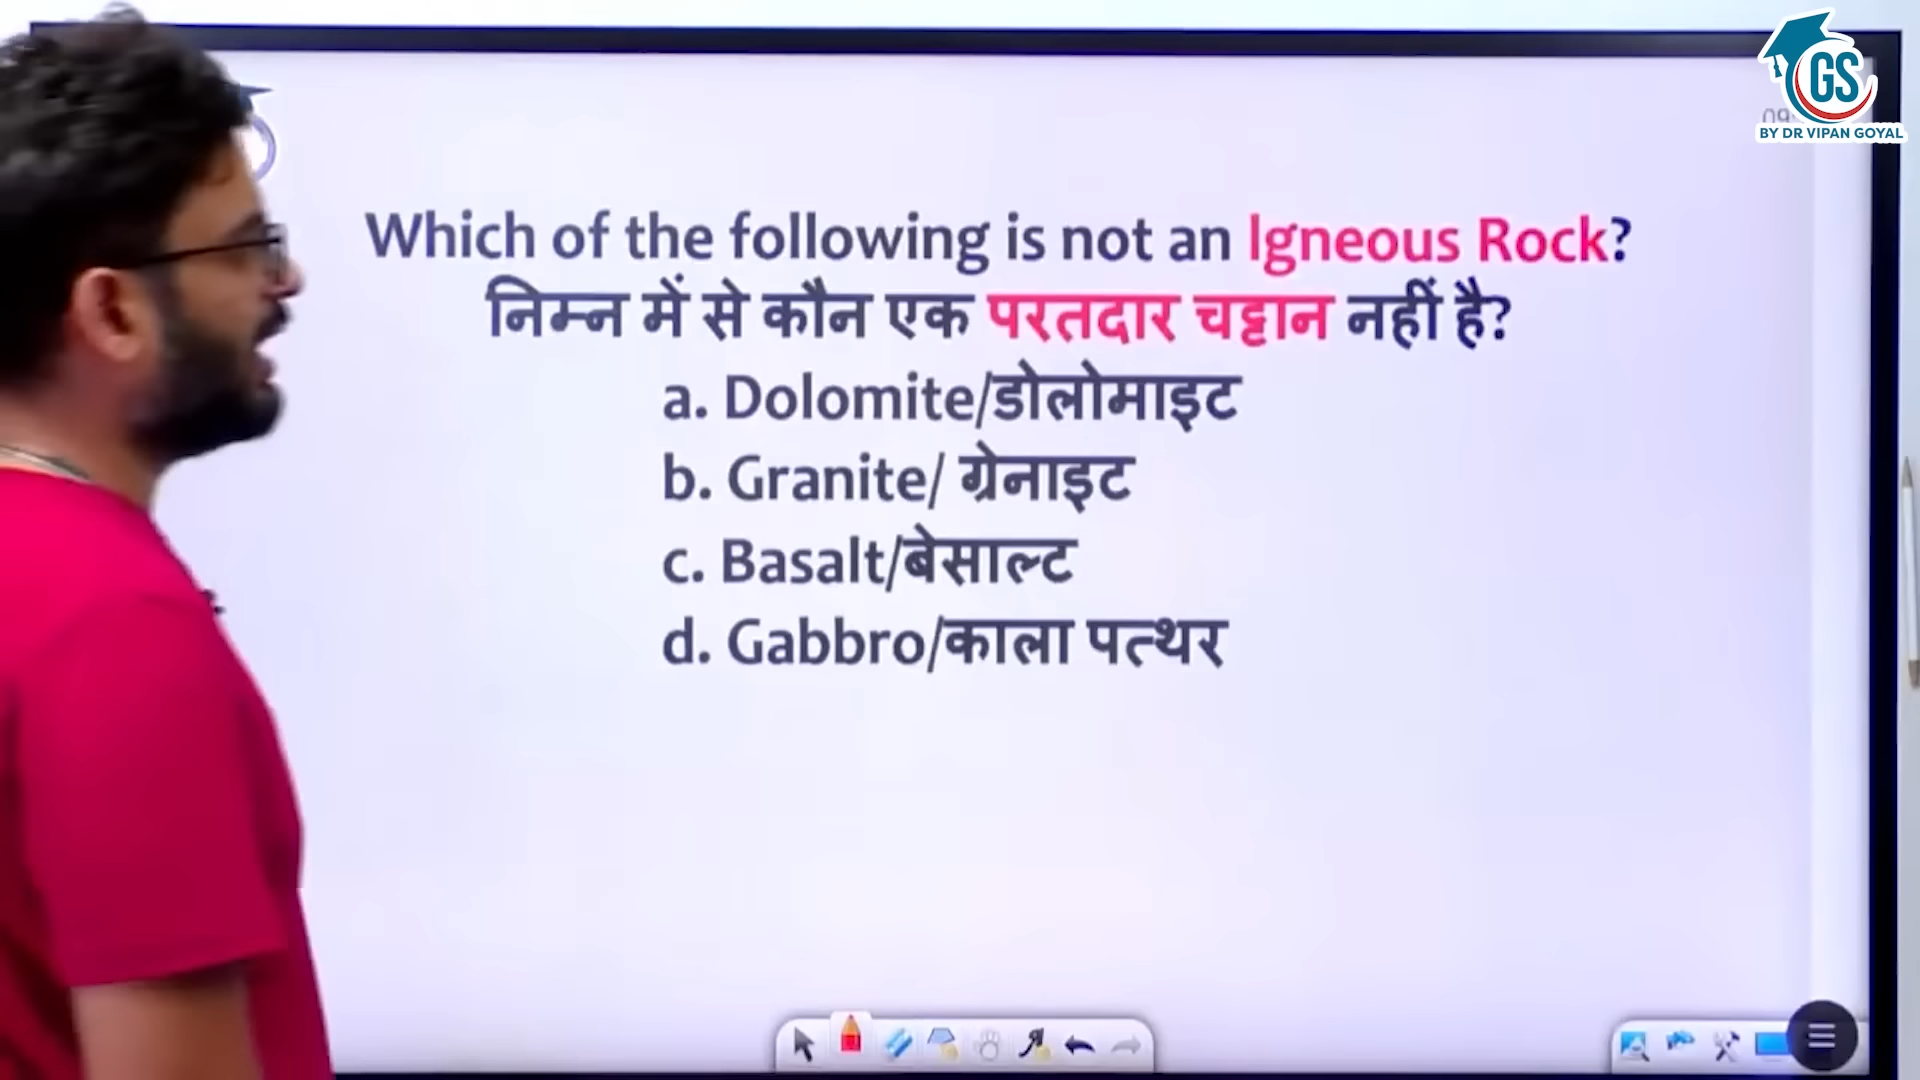 GS
BY DR VIPAN GOYAL
Which of the following is not an Igneous Rock?
निम्न में से कौन एक परतदार चट्टान नहीं है?
a. Dolomite/डोलोमाइट
b. Granite/ ग्रेनाइट
c. Basalt/बेसाल्ट
d. Gabbro/काला पत्थर